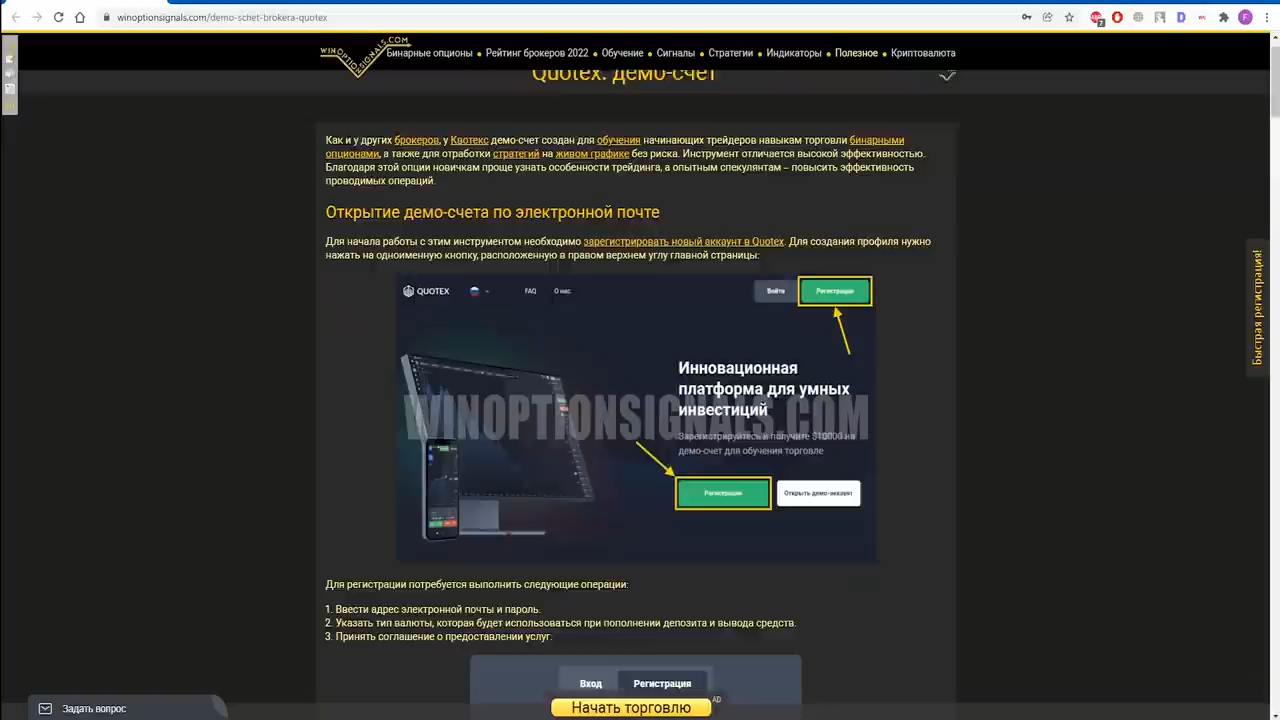 winoptionsignals.com/demo-schet-brokera-quotex
WINOPTIONSIGNALS.COM
Бинарные опционы • Рейтинг брокеров 2022 • Обучение • Сигналы • Стратегии • Индикаторы • Полезное • Криптовалюта
Quotex: демо-счет
Как и у других брокеров, у Квотекс демо-счет создан для обучения начинающих трейдеров навыкам торговли бинарными
опционами, а также для отработки стратегий на живом графике без риска. Инструмент отличается высокой эффективностью.
Благодаря этой опции новичкам проще узнать особенности трейдинга, а опытным спекулянтам – повысить эффективность
проводимых операций.
Открытие демо-счета по электронной почте
Для начала работы с этим инструментом необходимо зарегистрировать новый аккаунт в Quotex. Для создания профиля нужно
нажать на одноименную кнопку, расположенную в правом верхнем углу главной страницы:
QUOTEX
FAQ
О нас
Войти
Регистрация
Инновационная
платформа для умных
инвестиций
WINOPTIONSIGNALS.COM
Зарегистрируйтесь и получите $10000 на
демо-счет для обучения торговле
Регистрация
Открыть демо-аккаунт
Быстрая регистрация!
Для регистрации потребуется выполнить следующие операции:
1. Ввести адрес электронной почты и пароль.
2. Указать тип валюты, которая будет использоваться при пополнении депозита и вывода средств.
3. Принять соглашение о предоставлении услуг.
Вход
Регистрация
AD
Начать торговлю
Задать вопрос